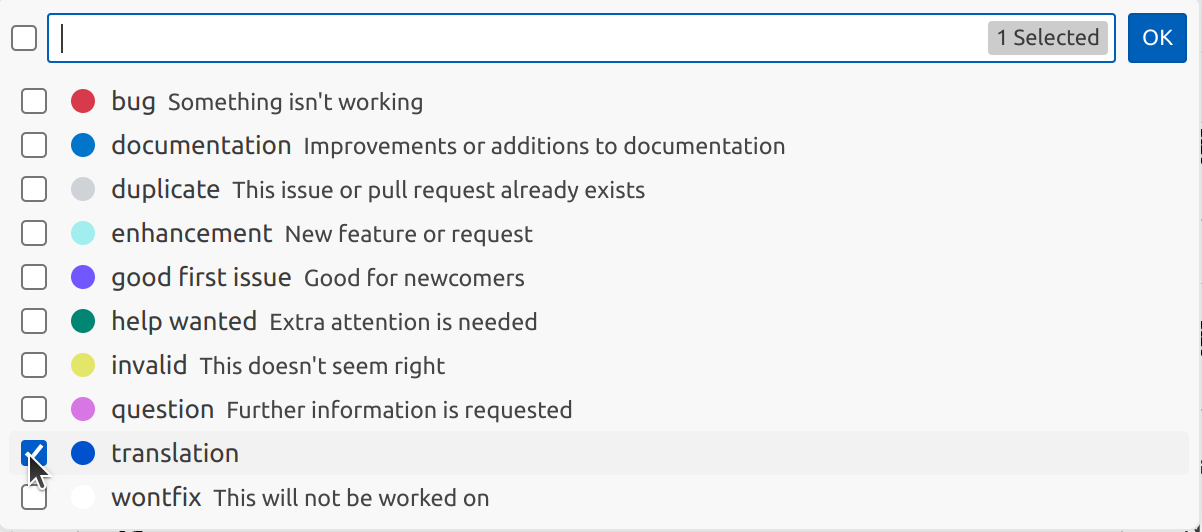 1 Selected OK
bug Something isn't working
documentation Improvements or additions to documentation
duplicate This issue or pull request already exists
enhancement New feature or request
good first issue Good for newcomers
help wanted Extra attention is needed
invalid This doesn't seem right
question Further information is requested
translation
wontfix This will not be worked on